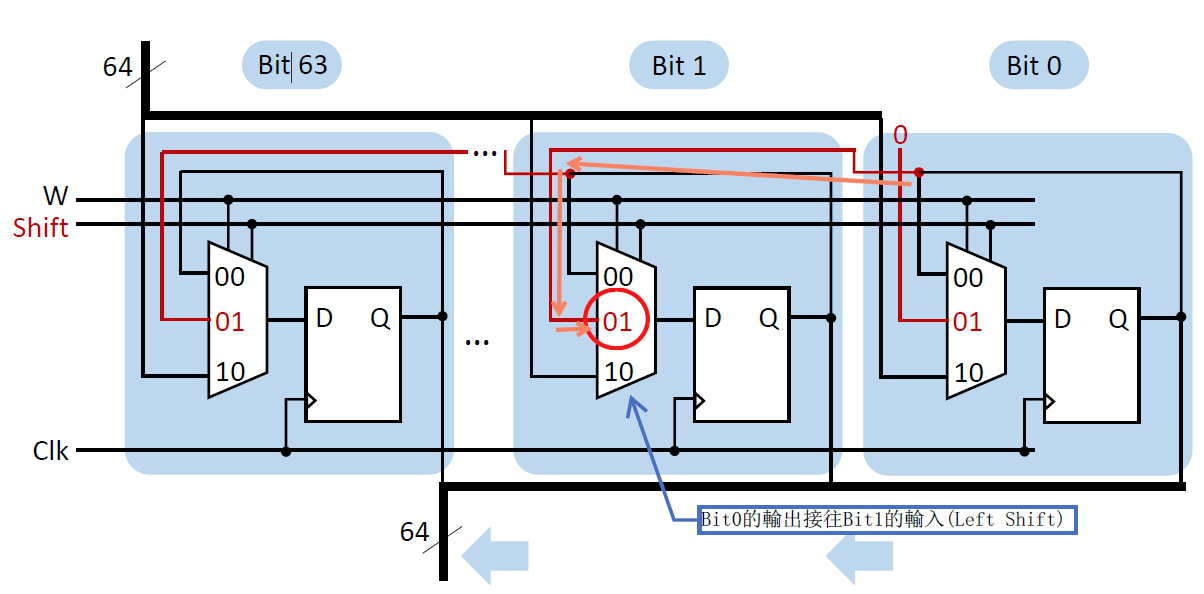 Bit 63
Bit 1
Bit 0
64
0
...
W
Shift
00
01
10
D
Q
...
00
01
10
D
Q
00
01
10
D
Q
Clk
Bit0的輸出接往Bit1的輸入(Left Shift)
64